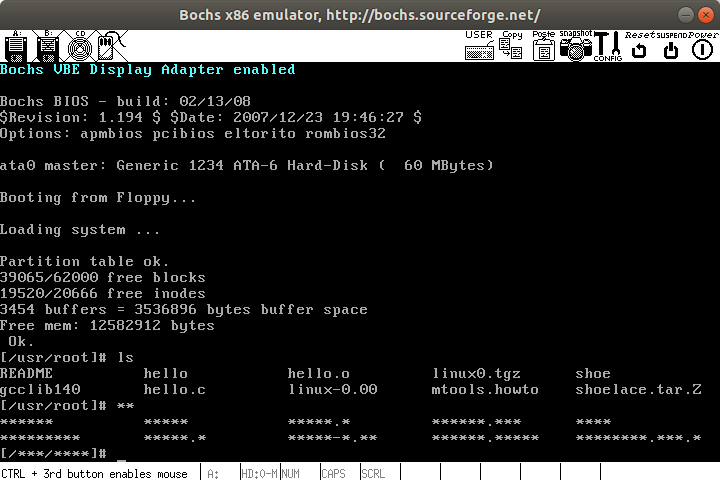 Bochs x86 emulator, http://bochs.sourceforge.net/
A: B: CD USER Copy Paste Snapshot CONFIG Reset SUSPEND Power
Bochs VBE Display Adapter enabled
Bochs BIOS - build: 02/13/08
$Revision: 1.194 $ $Date: 2007/12/23 19:46:27 $
Options: apmbios pcibios eltorito rombios32
ata0 master: Generic 1234 ATA-6 Hard-Disk (  60 MBytes)
Booting from Floppy...
Loading system ...
Partition table ok.
39065/62000 free blocks
19520/20666 free inodes
3454 buffers = 3536896 bytes buffer space
Free mem: 12582912 bytes
 Ok.
[/usr/root]# ls
README hello hello.o linux0.tgz shoe
gcclib140 hello.c linux-0.00 mtools.howto shoelace.tar.Z
[/usr/root]# **
****** ***** *****.* ******.*** ****
********* *****.* *****-*.** ******.***** ********.***.*
[/***/****]# _
CTRL + 3rd button enables mouse A: HD:0-M NUM CAPS SCRL